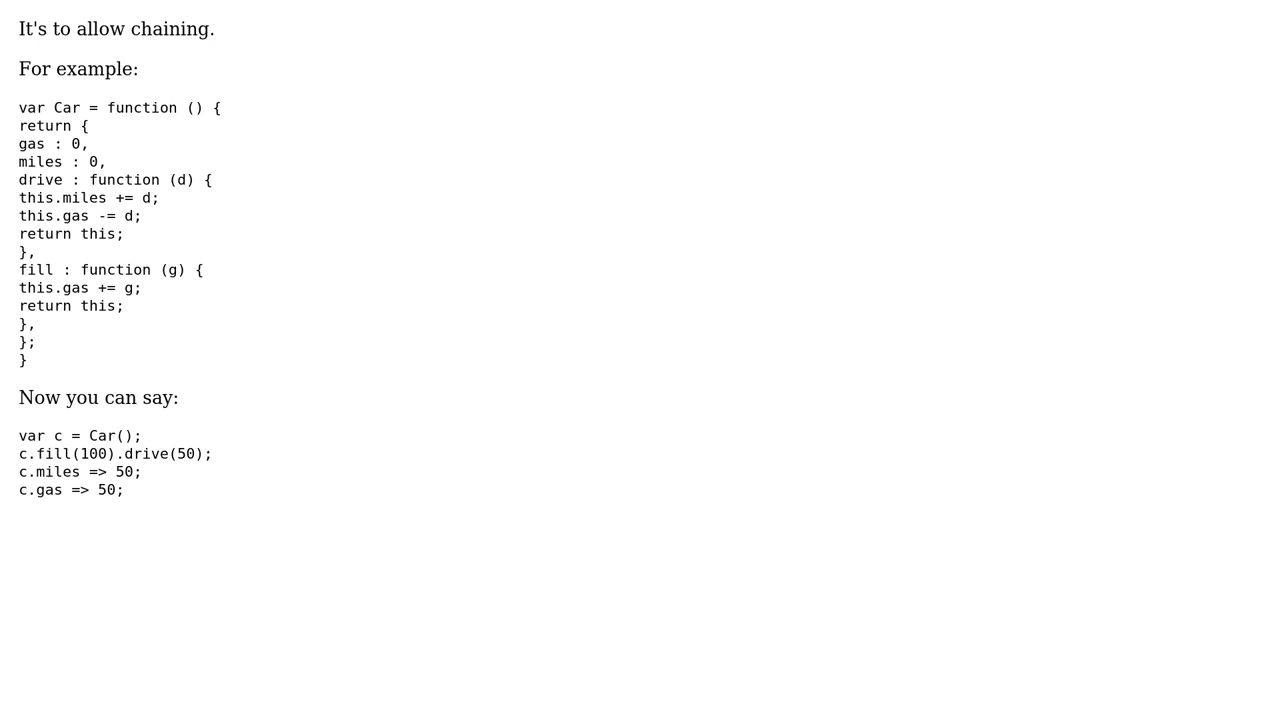 It's to allow chaining.
For example:
var Car = function () {
return {
gas : 0,
miles : 0,
drive : function (d) {
this.miles += d;
this.gas -= d;
return this;
},
fill : function (g) {
this.gas += g;
return this;
},
};
}
Now you can say:
var c = Car();
c.fill(100).drive(50);
c.miles => 50;
c.gas => 50;